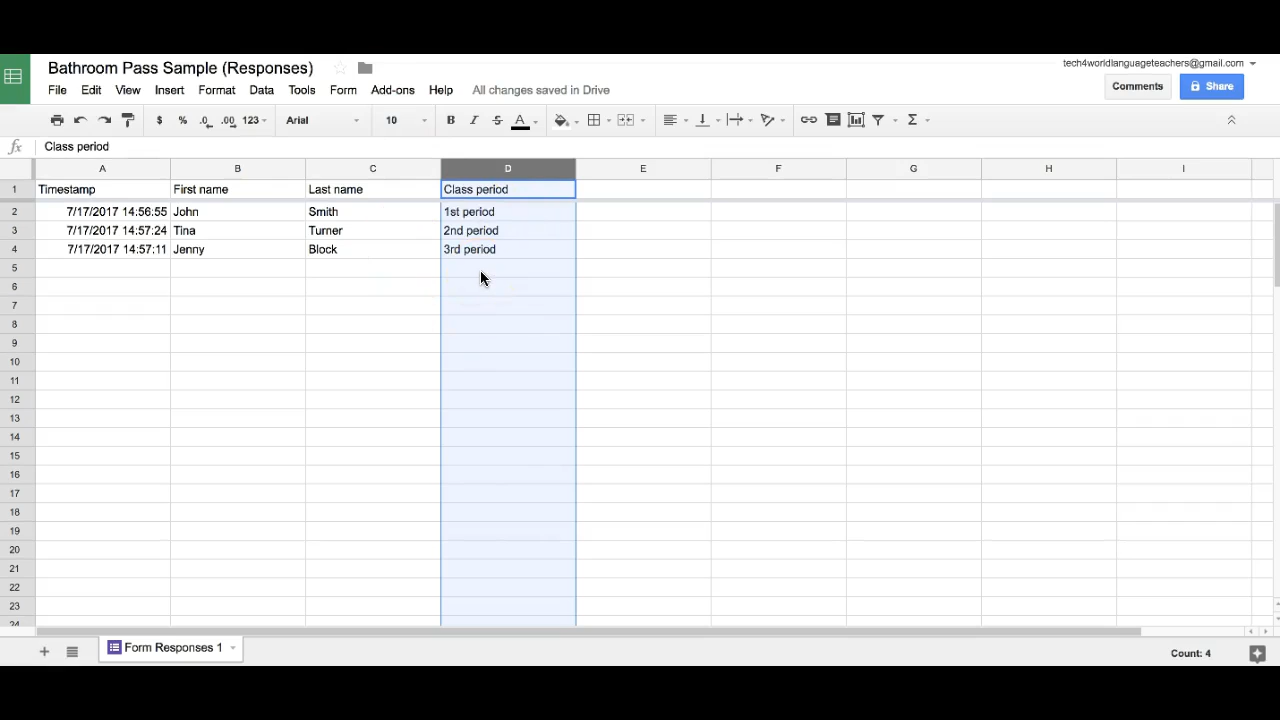 Bathroom Pass Sample (Responses)
tech4worldlanguageteachers@gmail.com
File Edit View Insert Format Data Tools Form Add-ons Help All changes saved in Drive
Comments Share
$ % .0 .00 123 Arial 10 B I S A Σ
fx Class period
A B C D E F G H I
1 Timestamp First name Last name Class period
2 7/17/2017 14:56:55 John Smith 1st period
3 7/17/2017 14:57:24 Tina Turner 2nd period
4 7/17/2017 14:57:11 Jenny Block 3rd period
5
6
7
8
9
10
11
12
13
14
15
16
17
18
19
20
21
22
23
24
Form Responses 1 Count: 4